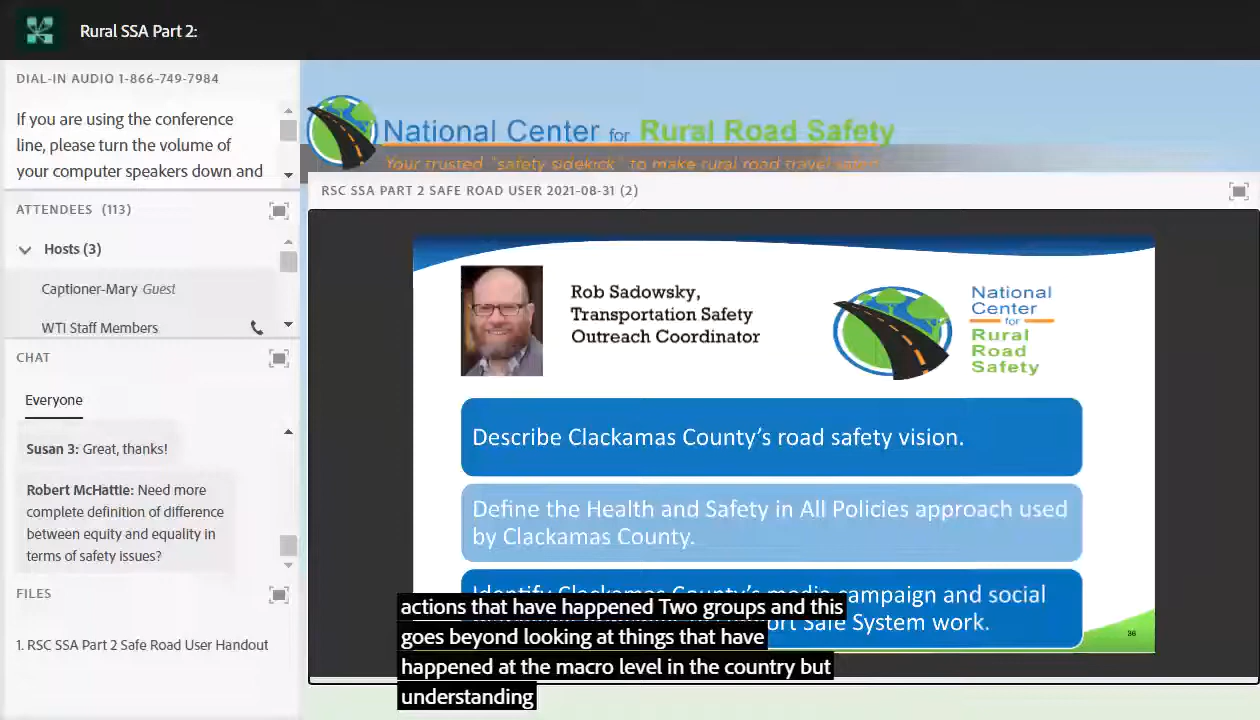 Rural SSA Part 2:
DIAL-IN AUDIO 1-866-749-7984
If you are using the conference
line, please turn the volume of
your computer speakers down and
ATTENDEES (113)
Hosts (3)
Captioner-Mary Guest
WTI Staff Members
CHAT
Everyone
Susan 3: Great, thanks!
Robert McHattie: Need more
complete definition of difference
between equity and equality in
terms of safety issues?
FILES
1. RSC SSA Part 2 Safe Road User Handout
National Center for Rural Road Safety
Your trusted "safety sidekick" to make rural road travel safer!
RSC SSA PART 2 SAFE ROAD USER 2021-08-31 (2)
Rob Sadowsky,
Transportation Safety
Outreach Coordinator
National
Center
for
Rural
Road
Safety
Describe Clackamas County's road safety vision.
Define the Health and Safety in All Policies approach used
by Clackamas County.
Identify Clackamas County's media campaign and social
Safe System work.
36
actions that have happened Two groups and this
goes beyond looking at things that have
happened at the macro level in the country but
understanding